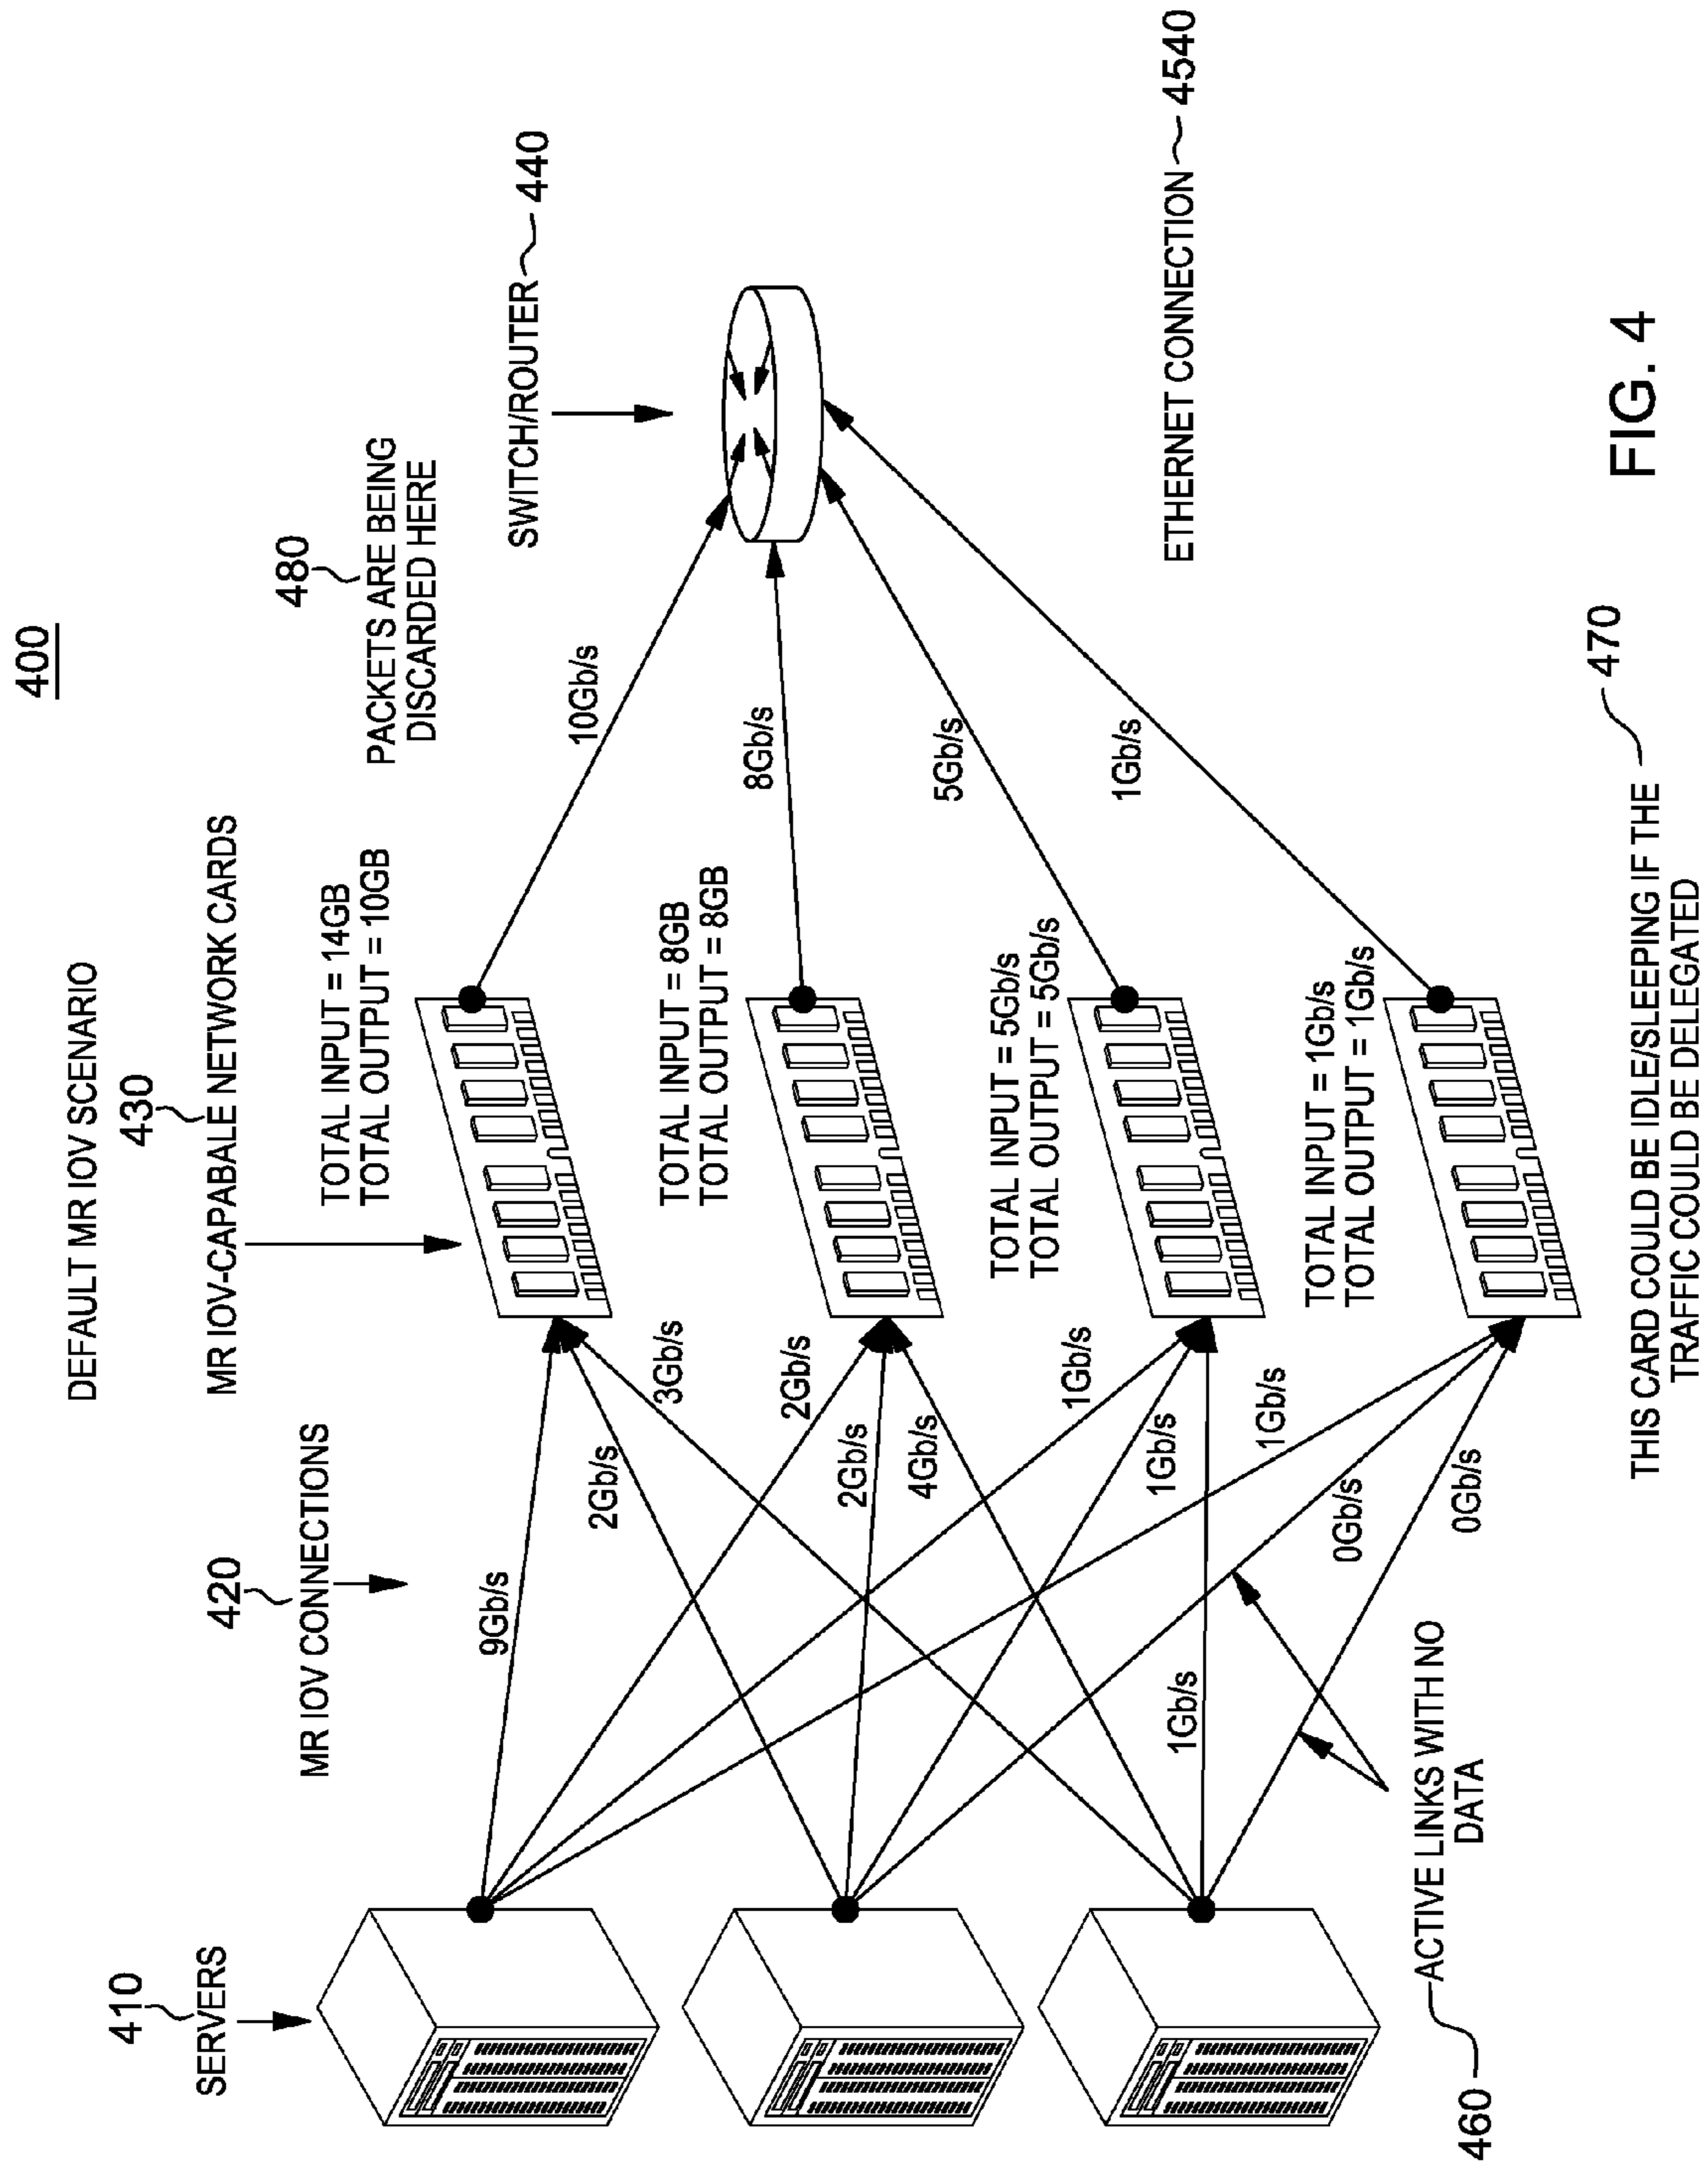 400
DEFAULT MR IOV SCENARIO
410
SERVERS
420
MR IOV CONNECTIONS
430
MR IOV-CAPABALE NETWORK CARDS
480
PACKETS ARE BEING
DISCARDED HERE
SWITCH/ROUTER 440
TOTAL INPUT = 14GB
TOTAL OUTPUT = 10GB
TOTAL INPUT = 8GB
TOTAL OUTPUT = 8GB
TOTAL INPUT = 5Gb/s
TOTAL OUTPUT = 5Gb/s
TOTAL INPUT = 1Gb/s
TOTAL OUTPUT = 1Gb/s
9Gb/s
2Gb/s
3Gb/s
2Gb/s
2Gb/s
4Gb/s
1Gb/s
1Gb/s
1Gb/s
1Gb/s
0Gb/s
0Gb/s
10Gb/s
8Gb/s
5Gb/s
1Gb/s
ETHERNET CONNECTION 4540
460 ACTIVE LINKS WITH NO
DATA
470
THIS CARD COULD BE IDLE/SLEEPING IF THE
TRAFFIC COULD BE DELEGATED
FIG. 4